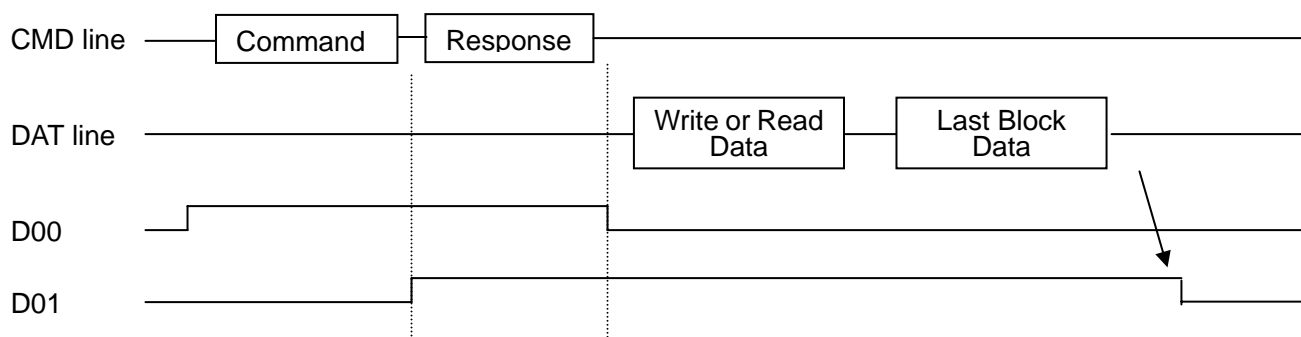 CMD line
Command
Response
DAT line
Write or Read
Data
Last Block
Data
D00
D01